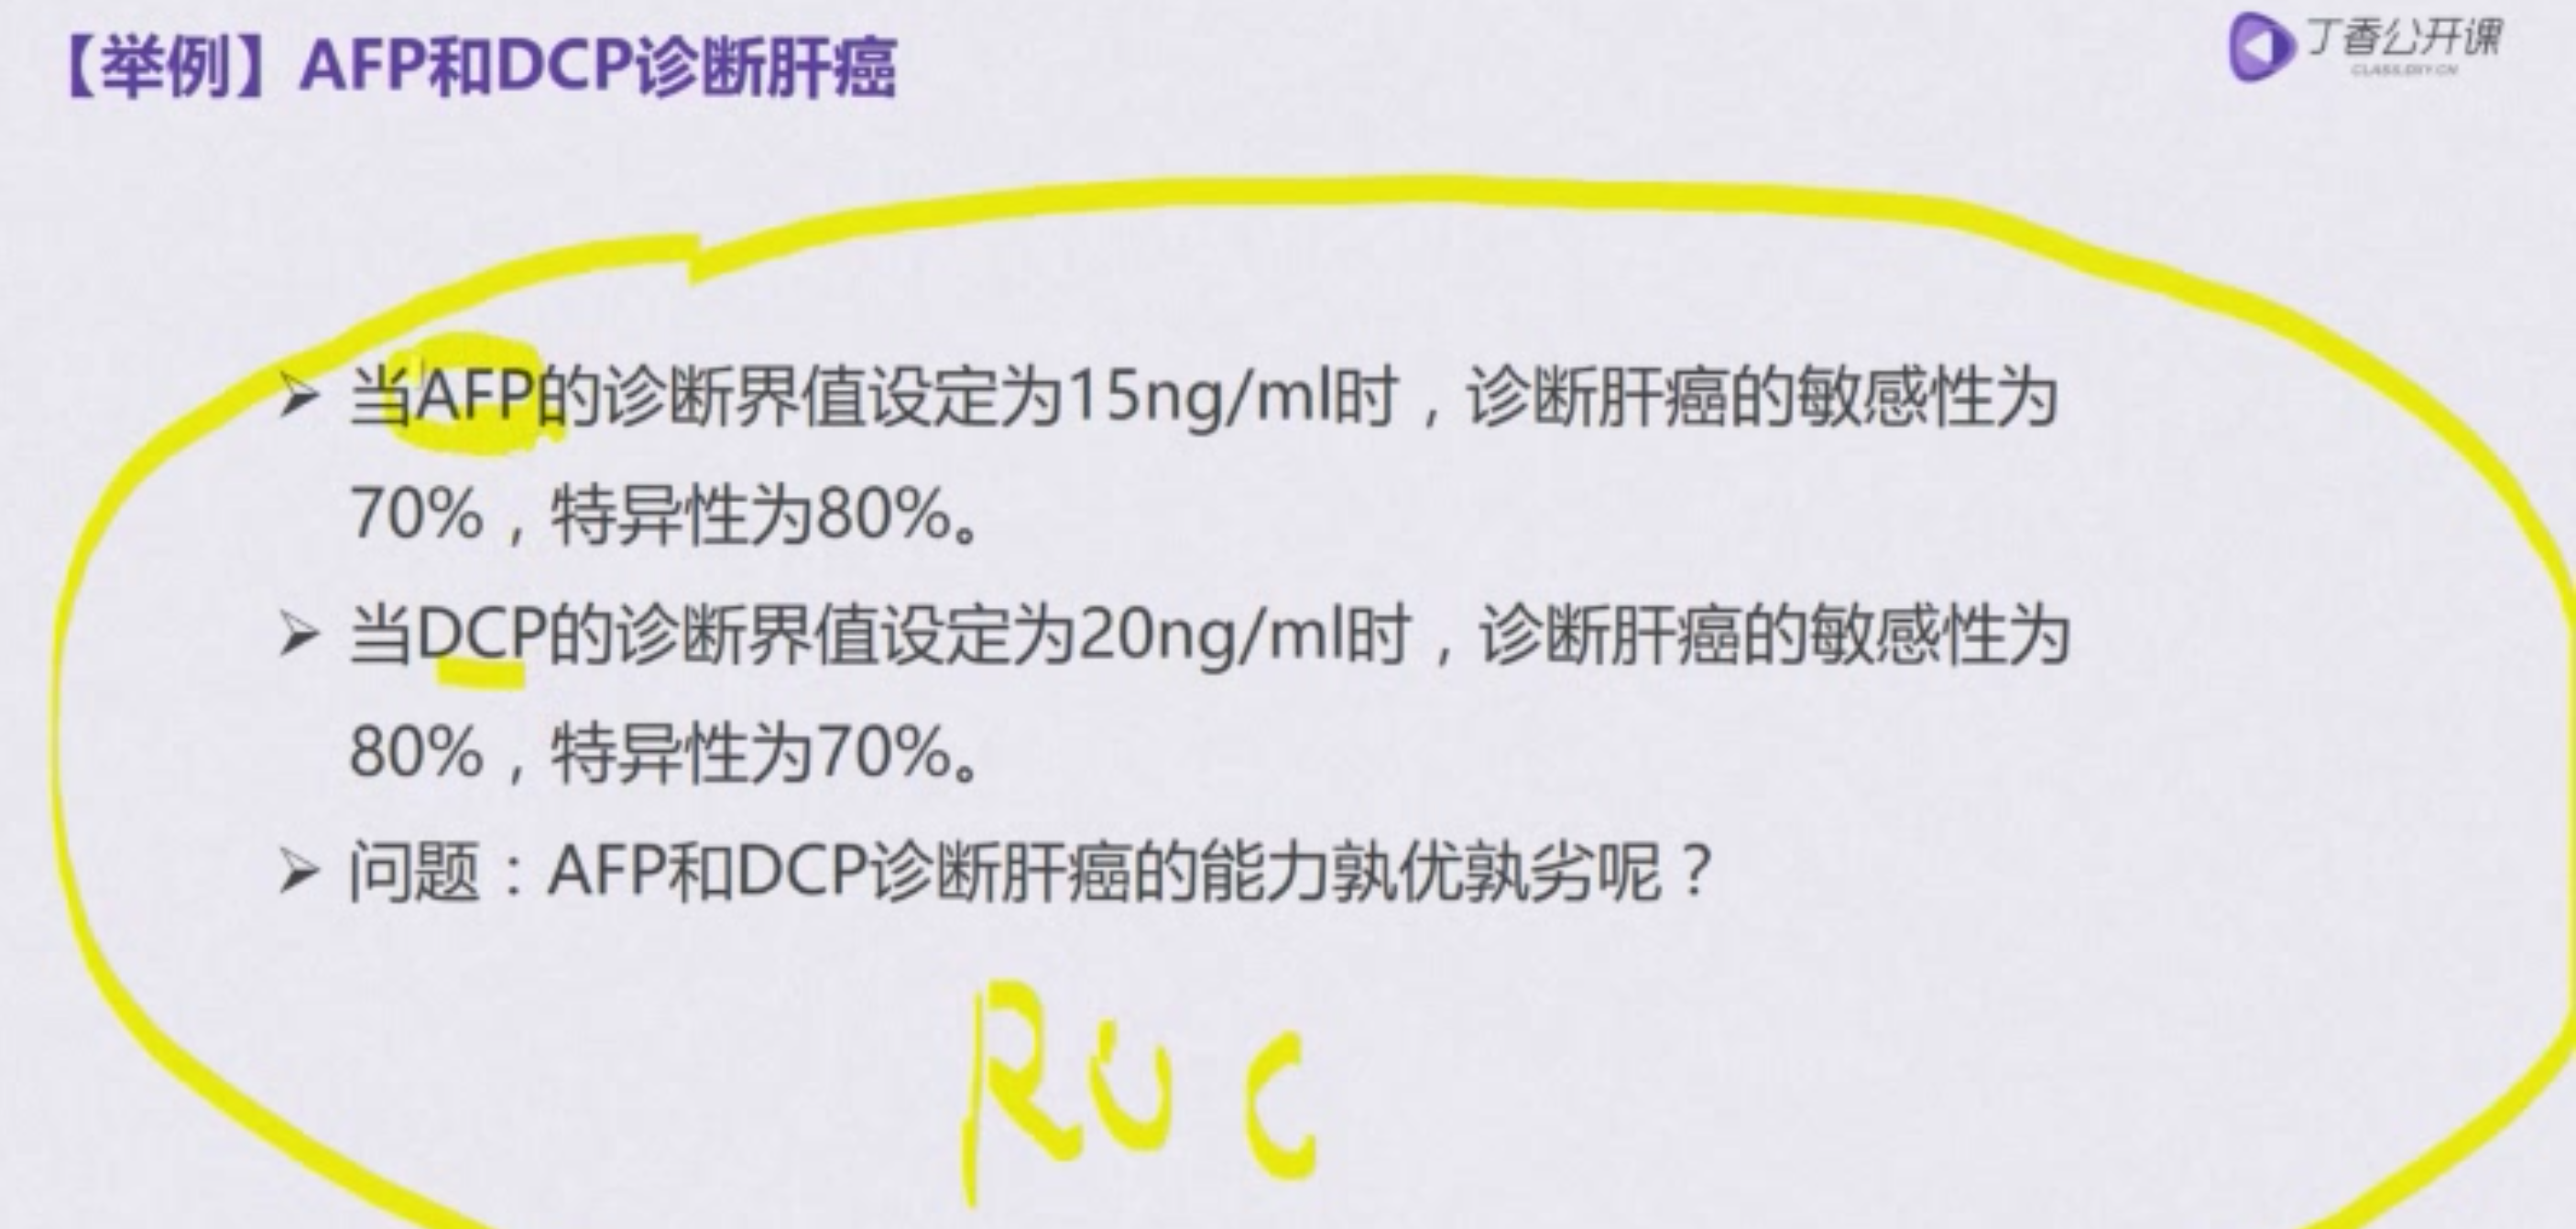 【举例】AFP和DCP诊断肝癌
丁香公开课
CLASS.DXY.CN
➢ 当AFP的诊断界值设定为15ng/ml时，诊断肝癌的敏感性为
70%，特异性为80%。
➢ 当DCP的诊断界值设定为20ng/ml时，诊断肝癌的敏感性为
80%，特异性为70%。
➢ 问题：AFP和DCP诊断肝癌的能力孰优孰劣呢？
ROC